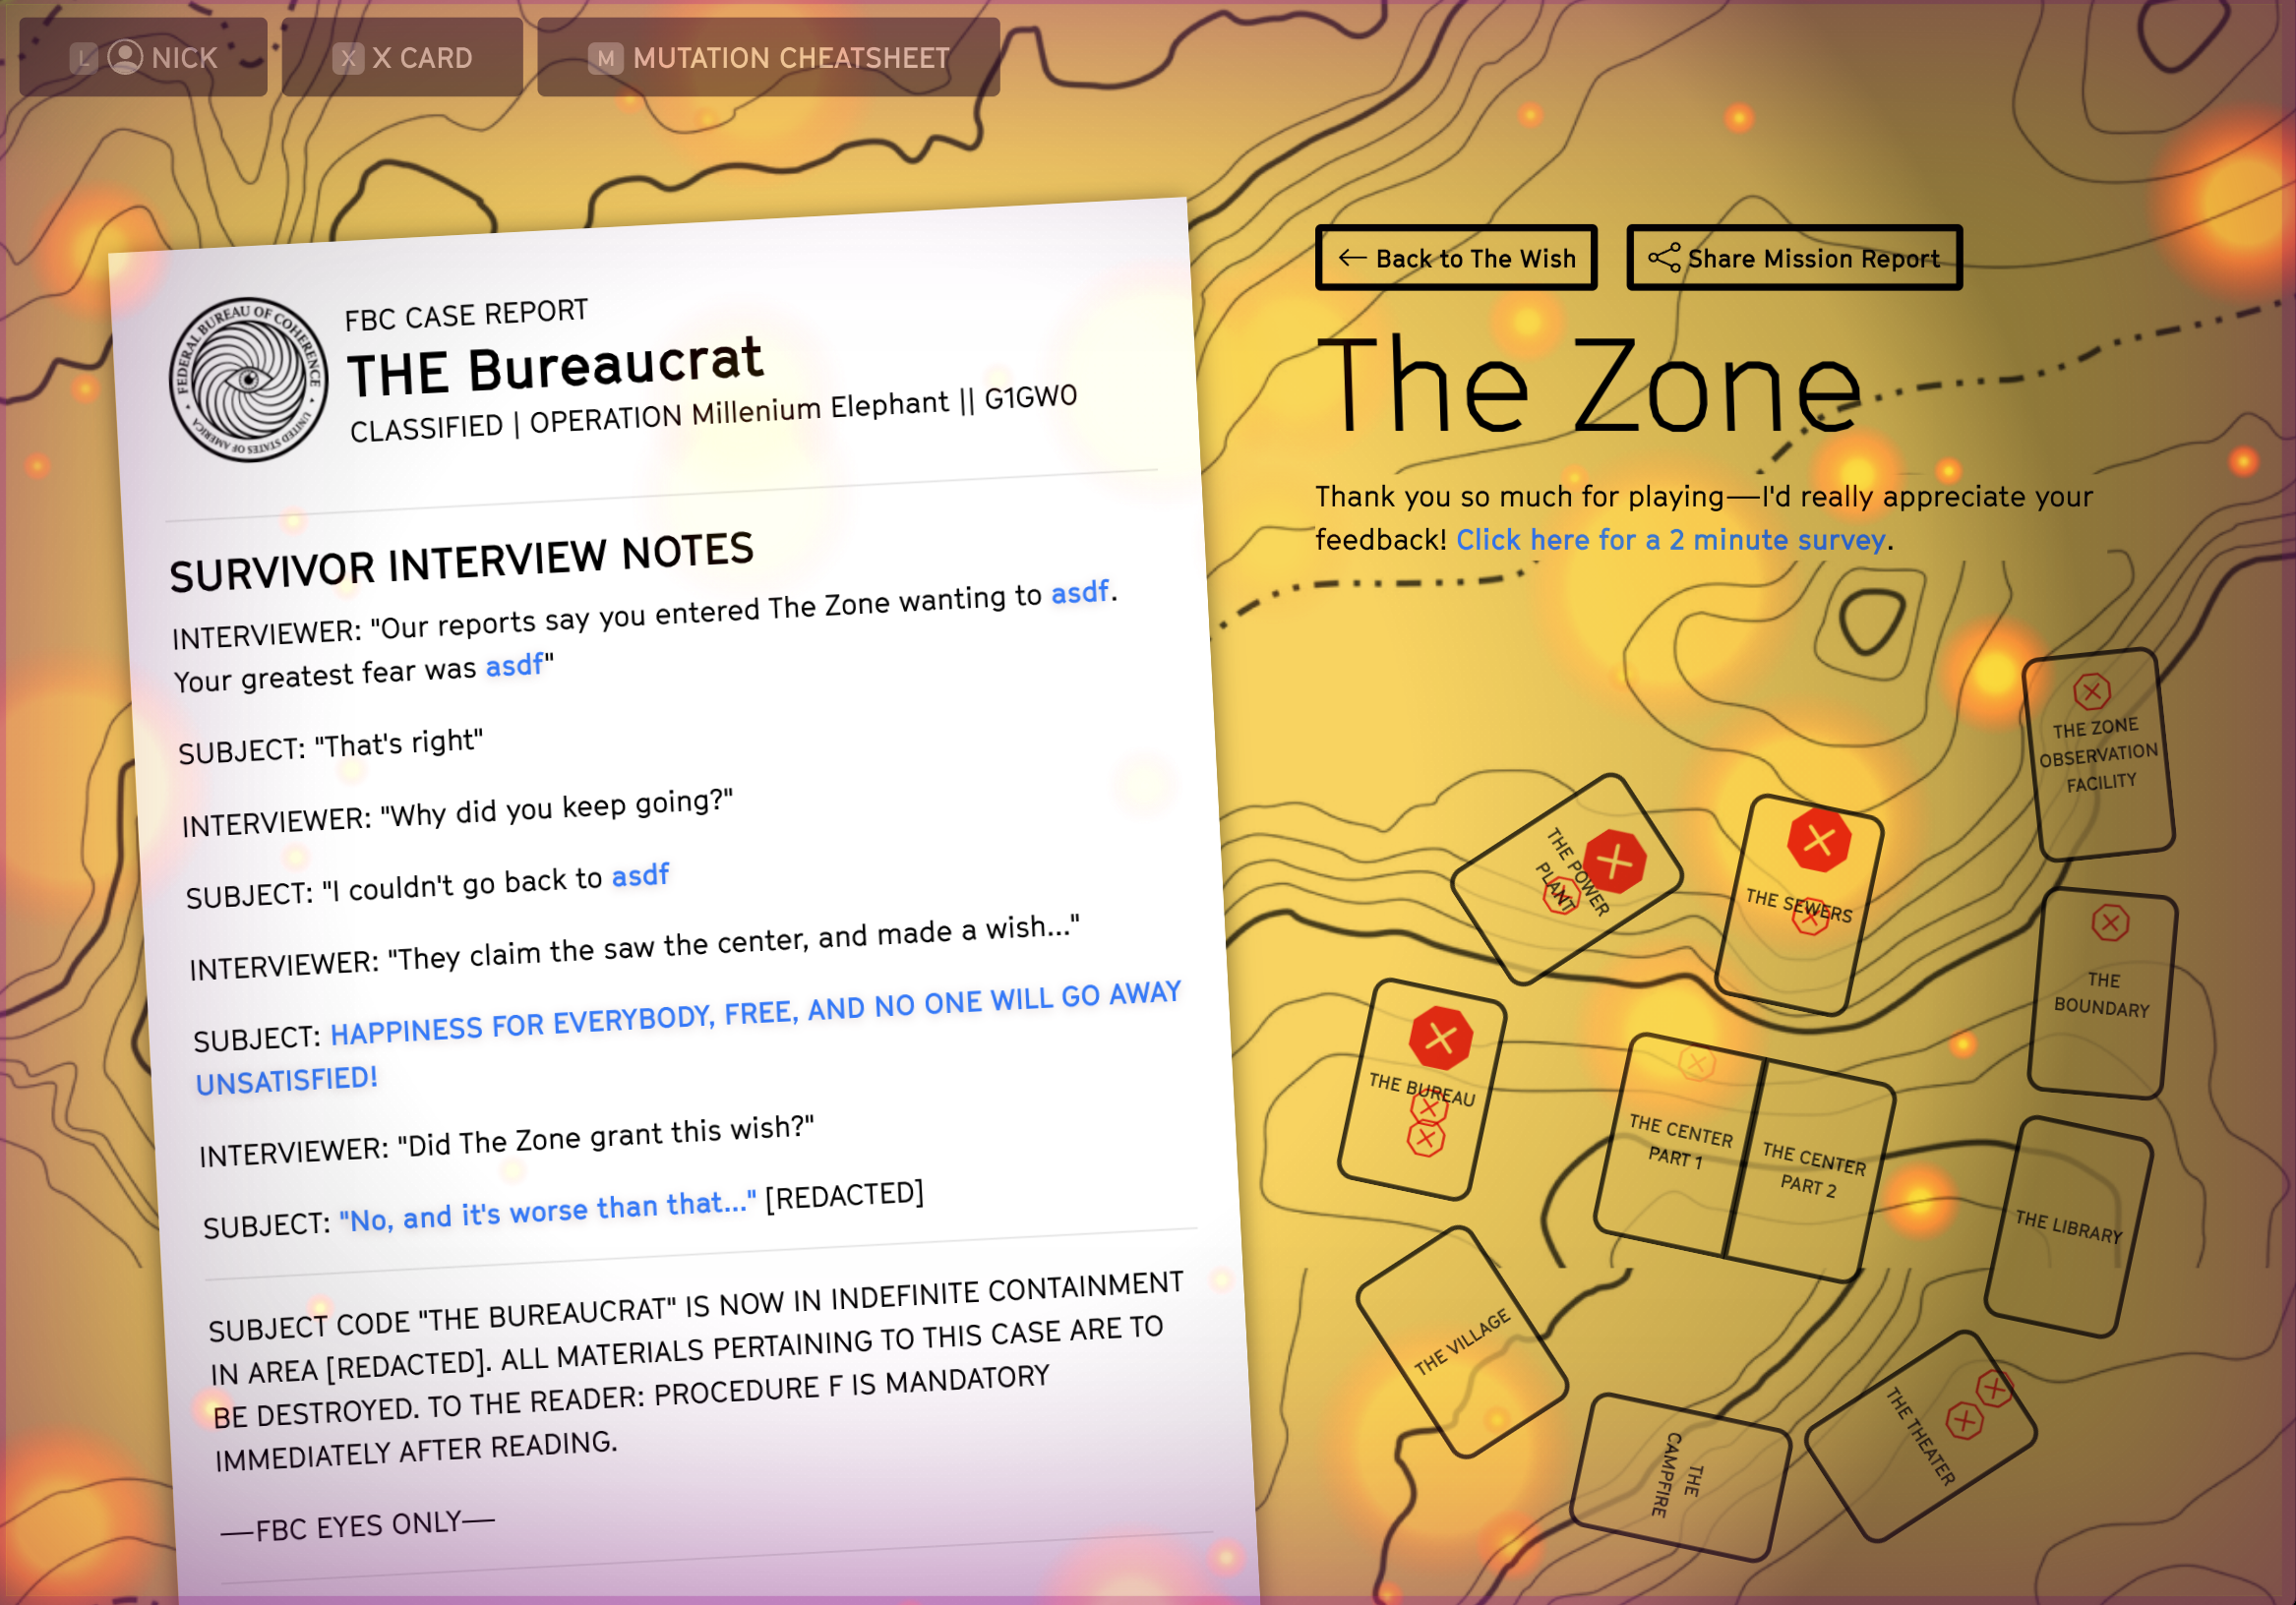 L NICK
X X CARD
M MUTATION CHEATSHEET
FEDERAL BUREAU OF COHERENCE
UNITED STATES OF AMERICA
FBC CASE REPORT
THE Bureaucrat
CLASSIFIED | OPERATION Millenium Elephant || G1GW0
SURVIVOR INTERVIEW NOTES
INTERVIEWER: "Our reports say you entered The Zone wanting to asdf.
Your greatest fear was asdf"
SUBJECT: "That's right"
INTERVIEWER: "Why did you keep going?"
SUBJECT: "I couldn't go back to asdf
INTERVIEWER: "They claim the saw the center, and made a wish..."
SUBJECT: HAPPINESS FOR EVERYBODY, FREE, AND NO ONE WILL GO AWAY
UNSATISFIED!
INTERVIEWER: "Did The Zone grant this wish?"
SUBJECT: "No, and it's worse than that..." [REDACTED]
SUBJECT CODE "THE BUREAUCRAT" IS NOW IN INDEFINITE CONTAINMENT
IN AREA [REDACTED]. ALL MATERIALS PERTAINING TO THIS CASE ARE TO
BE DESTROYED. TO THE READER: PROCEDURE F IS MANDATORY
IMMEDIATELY AFTER READING.
—FBC EYES ONLY—
← Back to The Wish
Share Mission Report
The Zone
Thank you so much for playing—I'd really appreciate your
feedback! Click here for a 2 minute survey.
THE ZONE
OBSERVATION
FACILITY
THE POWER
PLANT
THE SEWERS
THE
BOUNDARY
THE BUREAU
THE CENTER
PART 1
THE CENTER
PART 2
THE LIBRARY
THE VILLAGE
THE
CAMPFIRE
THE THEATER